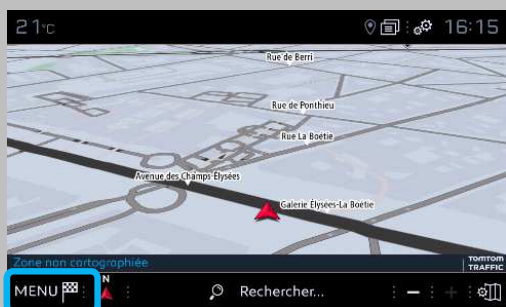 21°C 16:15
Rue de Berri
Rue de Ponthieu
Rue La Boétie
Avenue des Champs-Élysées
Galerie Élysées-La Boétie
Zone non cartographiée
TOMTOM
TRAFFIC
MENU N Rechercher...